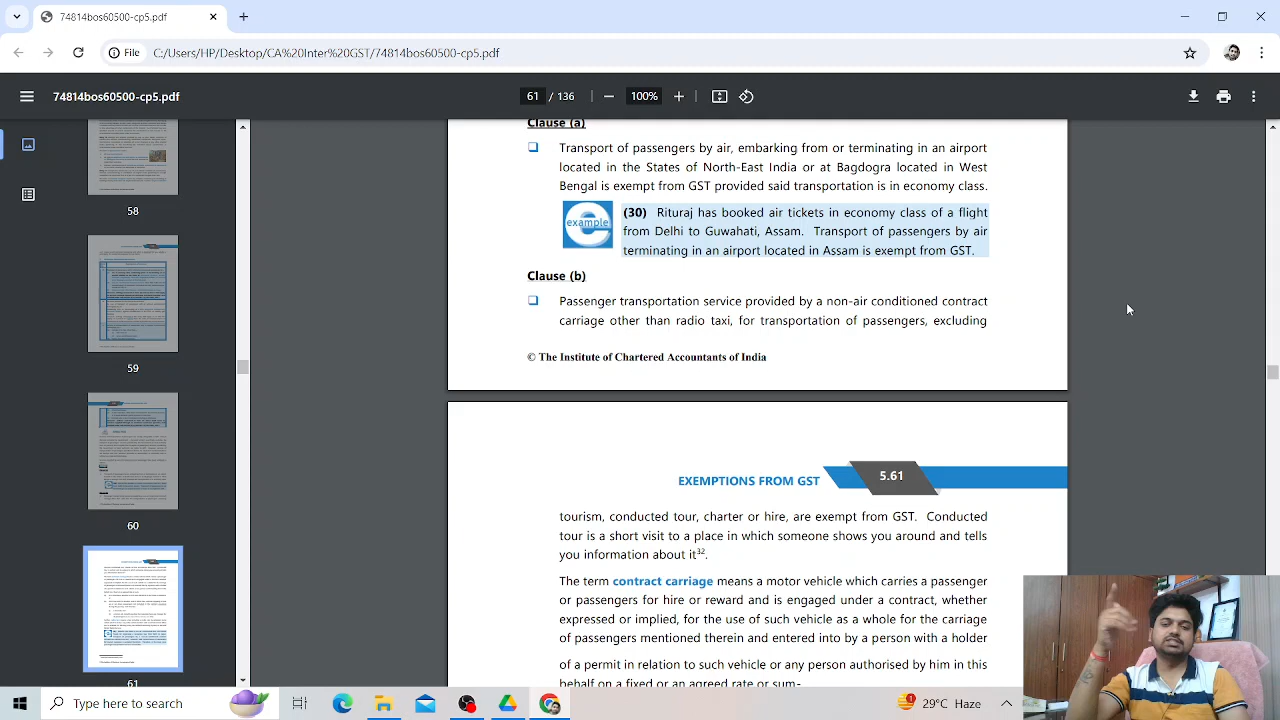 74814bos60500-cp5.pdf
File
C:/Users/HP/Desktop/CA%20Inter%20GST/74814bos60500-cp5.pdf
74814bos60500-cp5.pdf
61 / 136
100%
58
59
60
61
Clause (a)
Transport of passengers by air, embarking from or terminating in an airport
located in the States of North-East India or at Bagdogra located in West
Bengal is exempt from GST provided said transportation is in economy class.
example
(30) Rituraj has booked air tickets in economy class of a flight
from Delhi to Guwahati, Assam. Transport of passengers by air
terminating in an airport located in Assam is exempt from GST.
Clause (b)
Passenger transportation service provided by a non-air conditioned contract
carriage other than radio taxi, for transportation of passengers, excluding
© The Institute of Chartered Accountants of India
EXEMPTIONS FROM GST
5.61
tourism, conducted tour, charter or hire, are exempt from GST. Conducted
tour is a short visit to a place in which someone shows you around and tells
you information about it32.
The term contract carriage means a motor vehicle which carries a passenger
or passengers for hire or reward and is engaged under a contract, whether
expressed or implied, for the use of such vehicle as a whole for the carriage
of passengers mentioned therein and entered into by a person with a holder
of a permit in relation to such vehicle or any person authorised by him in this
behalf on a fixed or an agreed rate or sum-
Type here to search
29°C Haze